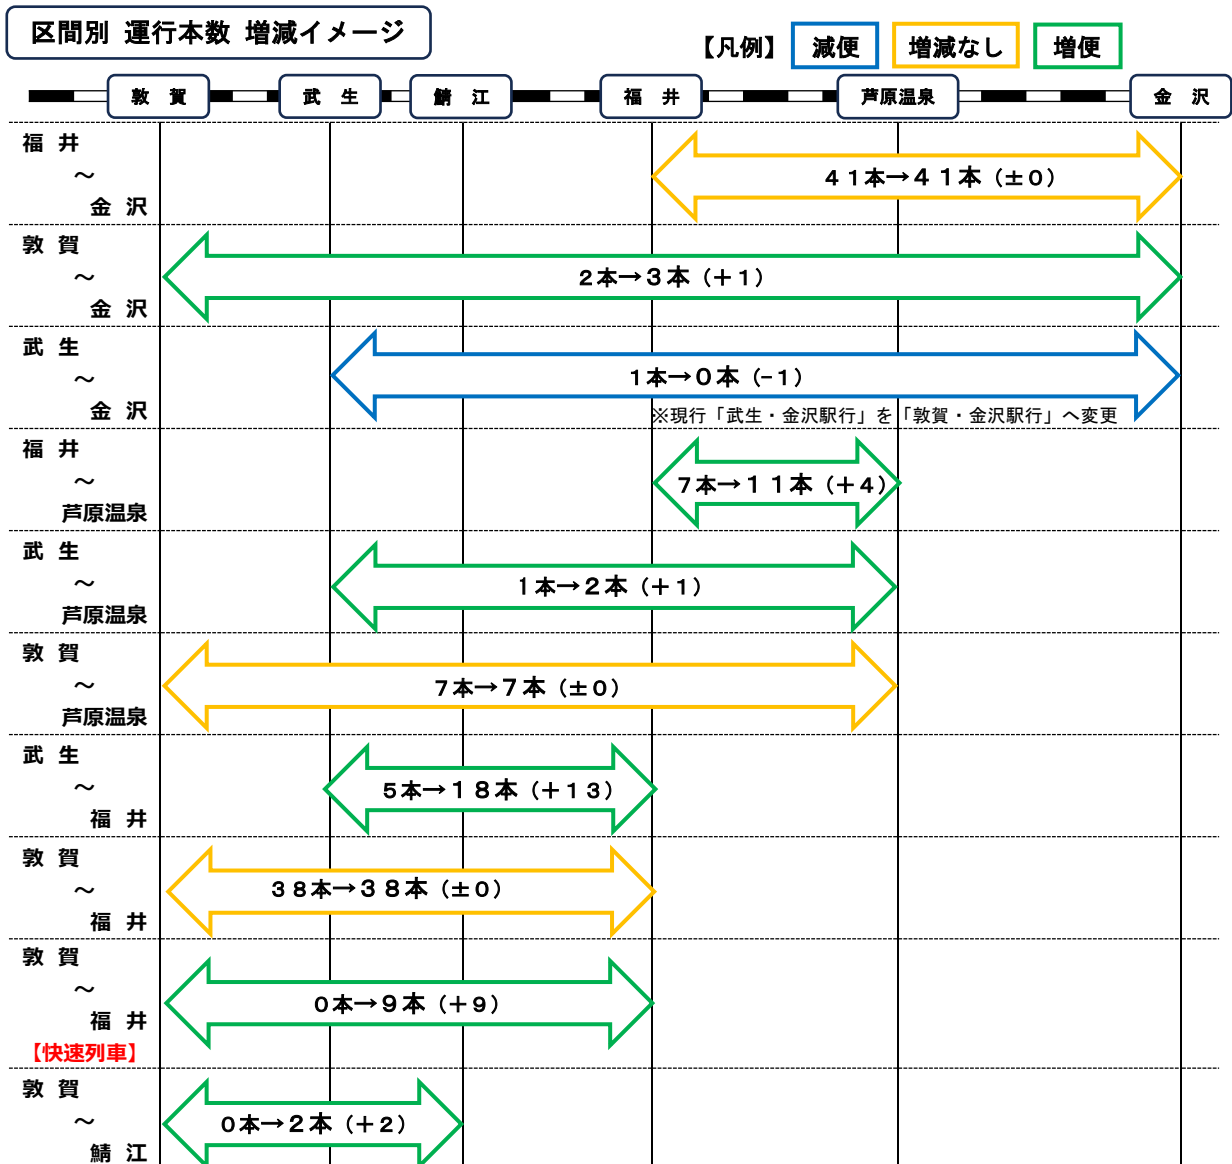 区間別 運行本数 増減イメージ
【凡例】 減便 増減なし 増便
敦 賀 武 生 鯖 江 福 井 芦原温泉 金 沢
福 井
~
金 沢
41本→41本（±0）
敦 賀
~
金 沢
2本→3本（+1）
武 生
~
金 沢
1本→0本（-1）
※現行「武生・金沢駅行」を「敦賀・金沢駅行」へ変更
福 井
~
芦原温泉
7本→11本（+4）
武 生
~
芦原温泉
1本→2本（+1）
敦 賀
~
芦原温泉
7本→7本（±0）
武 生
~
福 井
5本→18本（+13）
敦 賀
~
福 井
38本→38本（±0）
敦 賀
~
福 井
【快速列車】
0本→9本（+9）
敦 賀
~
鯖 江
0本→2本（+2）